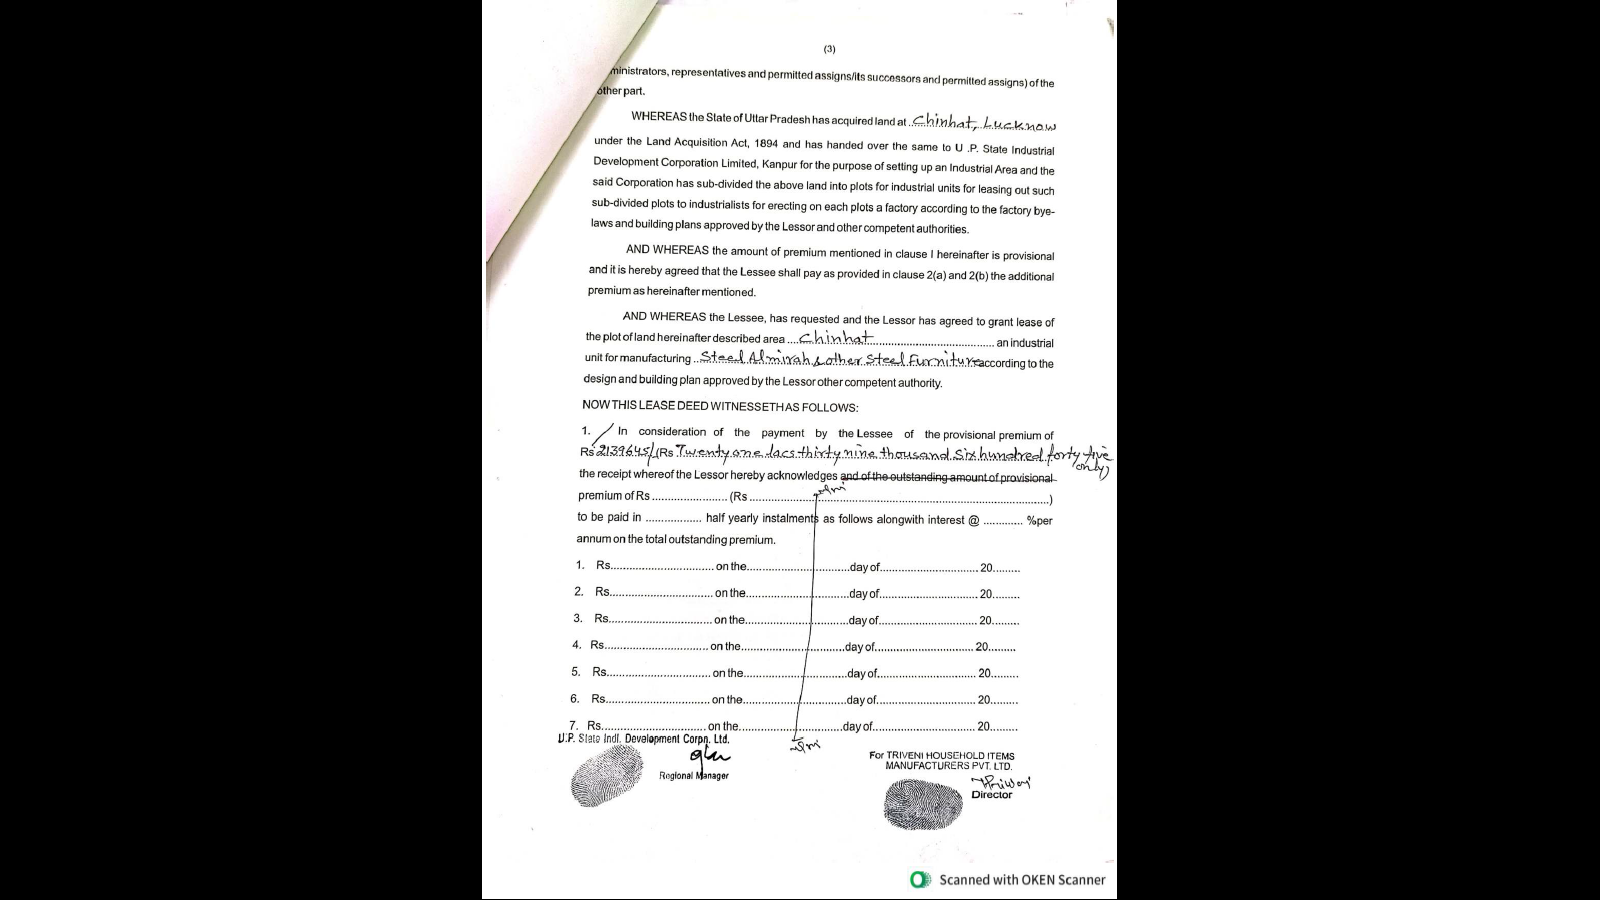 (3)
ministrators, representatives and permitted assigns/its successors and permitted assigns) of the
other part.
WHEREAS the State of Uttar Pradesh has acquired land at Chinhat, Lucknow
under the Land Acquisition Act, 1894 and has handed over the same to U .P. State Industrial
Development Corporation Limited, Kanpur for the purpose of setting up an Industrial Area and the
said Corporation has sub-divided the above land into plots for industrial units for leasing out such
sub-divided plots to industrialists for erecting on each plots a factory according to the factory bye-
laws and building plans approved by the Lessor and other competent authorities.
AND WHEREAS the amount of premium mentioned in clause I hereinafter is provisional
and it is hereby agreed that the Lessee shall pay as provided in clause 2(a) and 2(b) the additional
premium as hereinafter mentioned.
AND WHEREAS the Lessee, has requested and the Lessor has agreed to grant lease of
the plot of land hereinafter described area ....Chinhat.............................. an industrial
unit for manufacturing ..Steel Almirah & other Steel Furniture according to the
design and building plan approved by the Lessor other competent authority.
NOW THIS LEASE DEED WITNESSETH AS FOLLOWS:
1. In consideration of the payment by the Lessee of the provisional premium of
Rs 2139645/- (Rs Twenty one lacs thirty nine thousand Six hundred forty five
only)
the receipt whereof the Lessor hereby acknowledges and of the outstanding amount of provisional
premium of Rs ....................... (Rs ...........................................................................)
to be paid in .................. half yearly instalments as follows alongwith interest @ ............ %per
annum on the total outstanding premium.
1. Rs................................ on the................................day of............................... 20.........
2. Rs................................ on the................................day of............................... 20.........
3. Rs................................ on the................................day of............................... 20.........
4. Rs................................ on the................................day of............................... 20.........
5. Rs................................ on the................................day of............................... 20.........
6. Rs................................ on the................................day of............................... 20.........
7. Rs................................ on the................................day of............................... 20.........
U.P. State Indl. Development Corpn. Ltd.
Regional Manager
For TRIVENI HOUSEHOLD ITEMS
MANUFACTURERS PVT. LTD.
Director
Scanned with OKEN Scanner